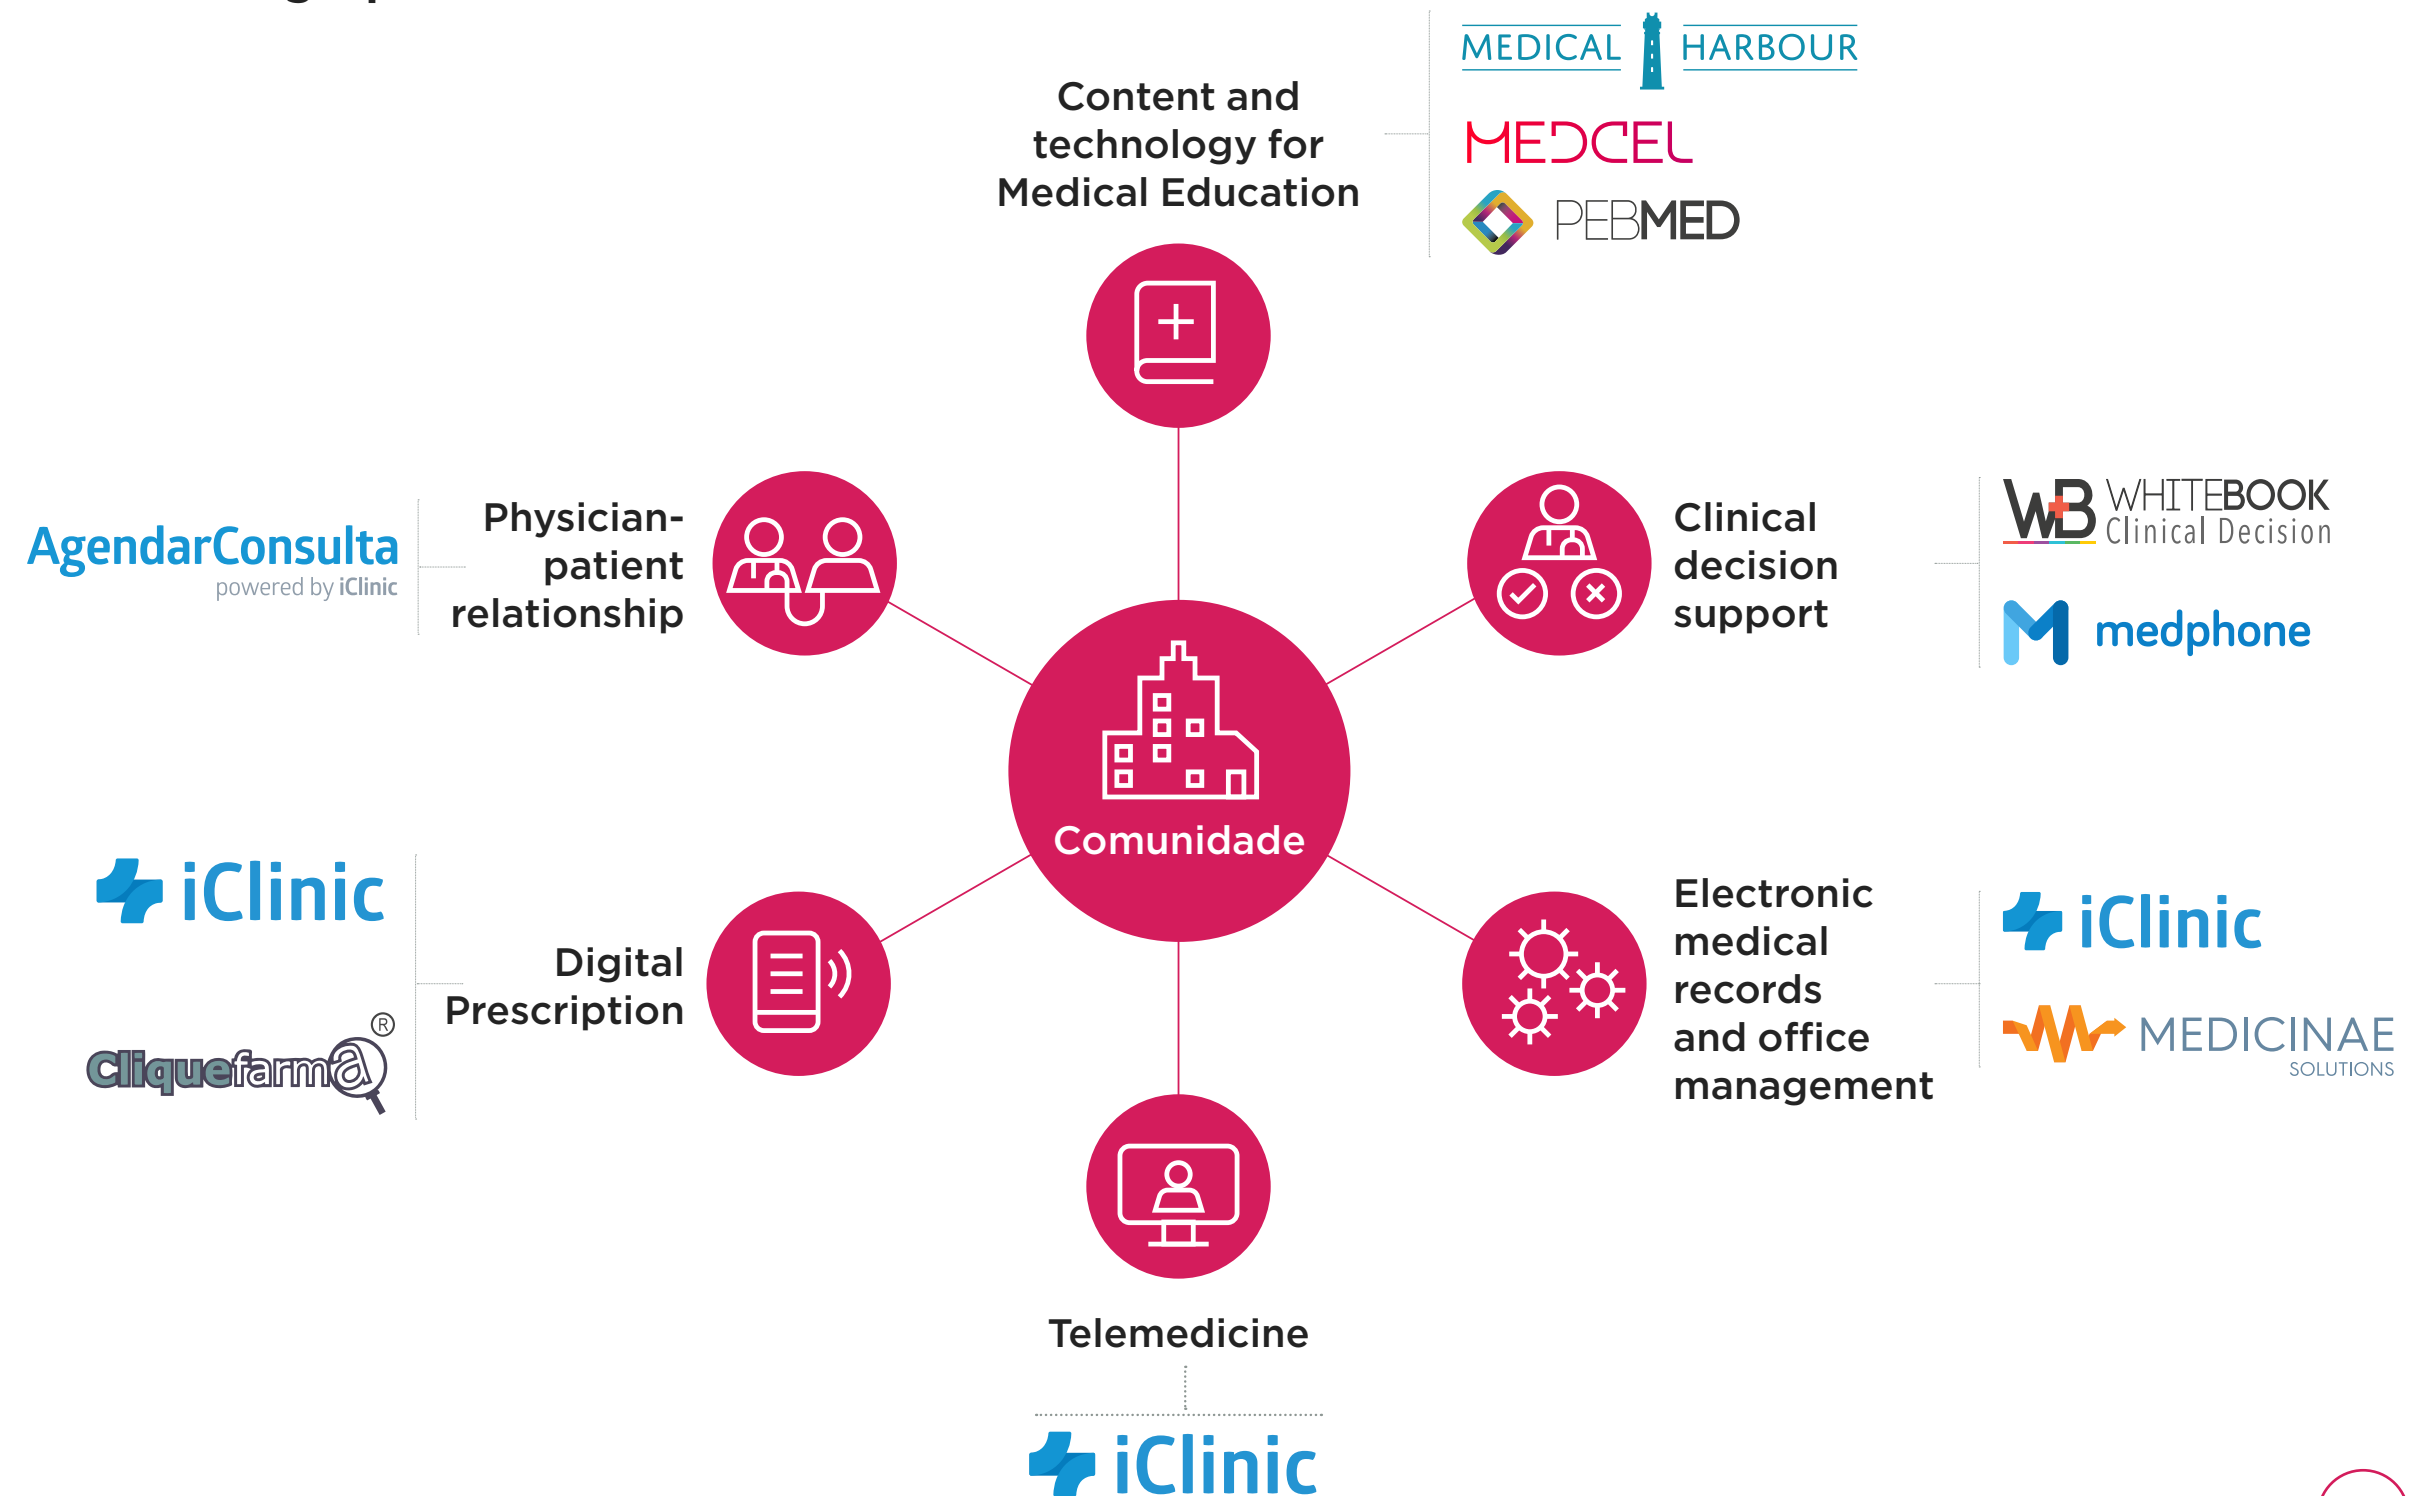 MEDICAL HARBOUR
Content and
technology for
Medical Education
MEDCEL
PEBMED
Physician-
patient
relationship
AgendarConsulta
powered by iClinic
Clinical
decision
support
W+B WHITEBOOK
Clinical Decision
medphone
Comunidade
iClinic
Digital
Prescription
Cliquefarma®
Electronic
medical
records
and office
management
iClinic
MEDICINAE
SOLUTIONS
Telemedicine
iClinic